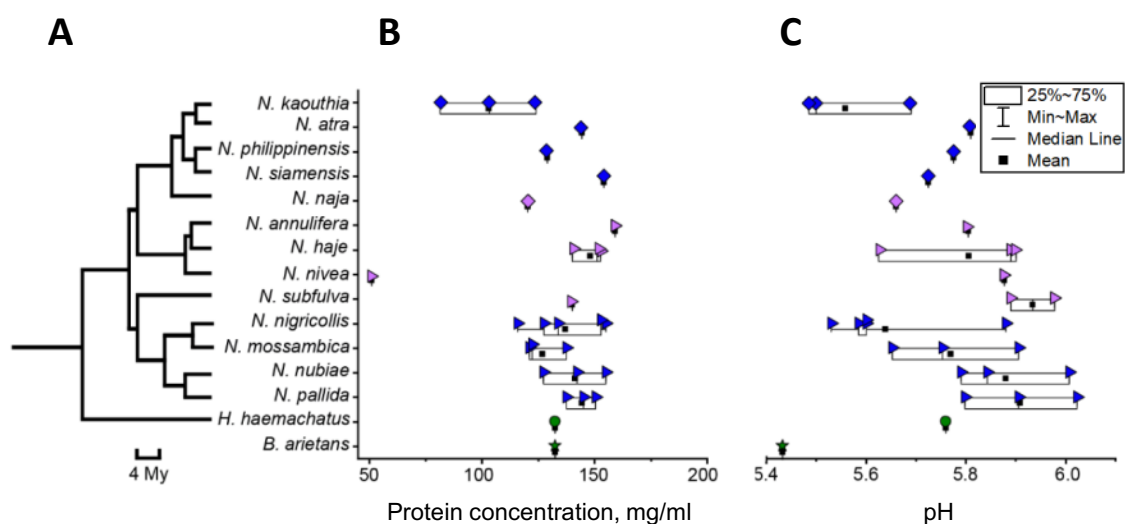 A
B
C
N. kaouthia
N. atra
N. philippinensis
N. siamensis
N. naja
N. annulifera
N. haje
N. nivea
N. subfulva
N. nigricollis
N. mossambica
N. nubiae
N. pallida
H. haemachatus
B. arietans
4 My
50 100 150 200
Protein concentration, mg/ml
25%~75%
Min~Max
Median Line
Mean
5.4 5.6 5.8 6.0
pH